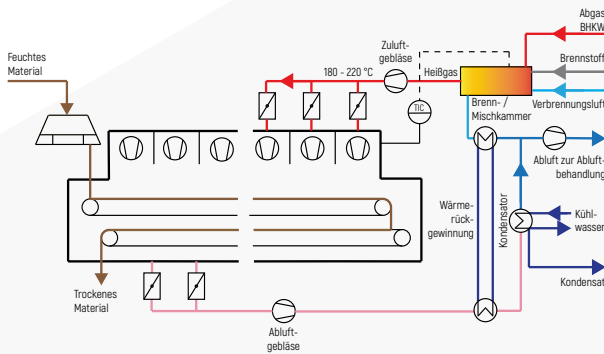 Abgas
BHKW
Zuluft-
gebläse
Feuchtes
Material
180 - 220 °C
Heißgas
Brennstoff
Brenn- /
Mischkammer
Verbrennungsluft
TIC
Abluft zur Abluft-
behandlung
Wärme-
rück-
gewinnung
Kondensator
Kühl-
wasser
Kondensat
Trockenes
Material
Abluft-
gebläse